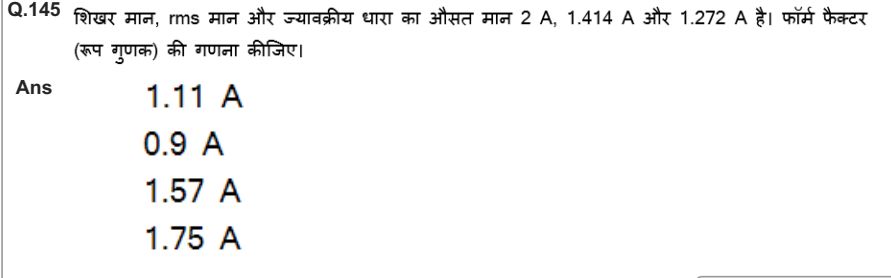 Q.145 शिखर मान, rms मान और ज्यावक्रीय धारा का औसत मान 2 A, 1.414 A और 1.272 A है। फॉर्म फैक्टर
(रूप गुणक) की गणना कीजिए।
Ans 1.11 A
0.9 A
1.57 A
1.75 A